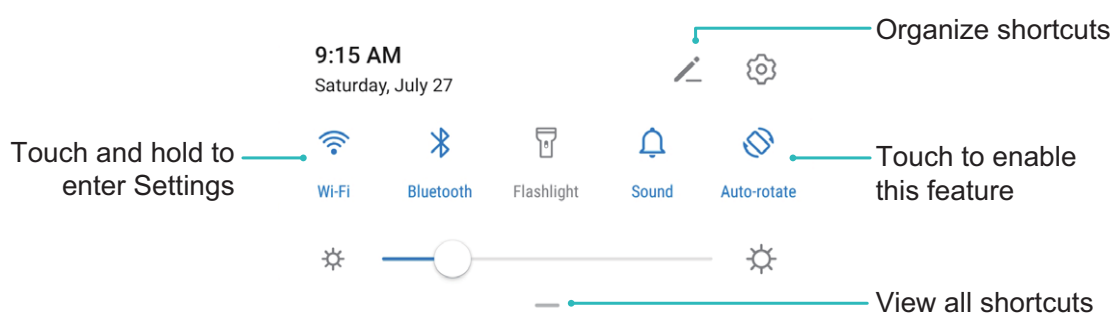 Organize shortcuts
9:15 AM
Saturday, July 27
Touch and hold to
enter Settings
Wi-Fi
Bluetooth
Flashlight
Sound
Auto-rotate
Touch to enable
this feature
View all shortcuts